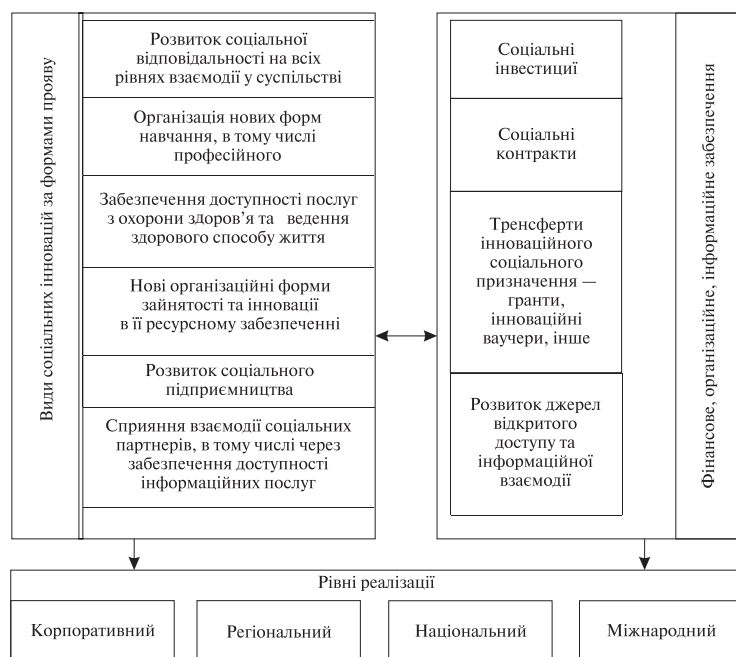 Види соціальних інновацій за формами прояву
Розвиток соціальної
відповідальності на всіх
рівнях взаємодії у суспільстві
Організація нових форм
навчання, в тому числі
професійного
Забезпечення доступності послуг
з охорони здоров’я та ведення
здорового способу життя
Нові організаційні форми
зайнятості та інновації
в її ресурсному забезпеченні
Розвиток соціального
підприємництва
Сприяння взаємодії соціальних
партнерів, в тому числі через
забезпечення доступності
інформаційних послуг
Соціальні
інвестициї
Соціальні
контракти
Тренсферти
інноваційного
соціального
призначення —
гранти,
інноваційні
ваучери, інше
Розвиток джерел
відкритого
доступу та
інформаційної
взаємодії
Фінансове, організаційне, інформаційне забезпечення
Рівні реалізації
Корпоративний
Регіональний
Національний
Міжнародний